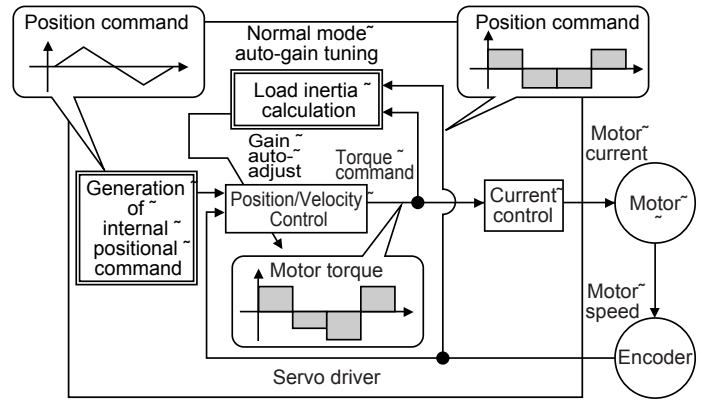 Position command
Normal mode˜
auto-gain tuning
Position command
Load inertia ˜
calculation
Gain ˜
auto-˜
adjust
Torque ˜
command
Motor˜
current
Generation ˜
of ˜
internal ˜
positional ˜
command
Position/Velocity˜
Control
Current˜
control
Motor˜
˜
Motor torque
Motor˜
speed
Encoder
Servo driver